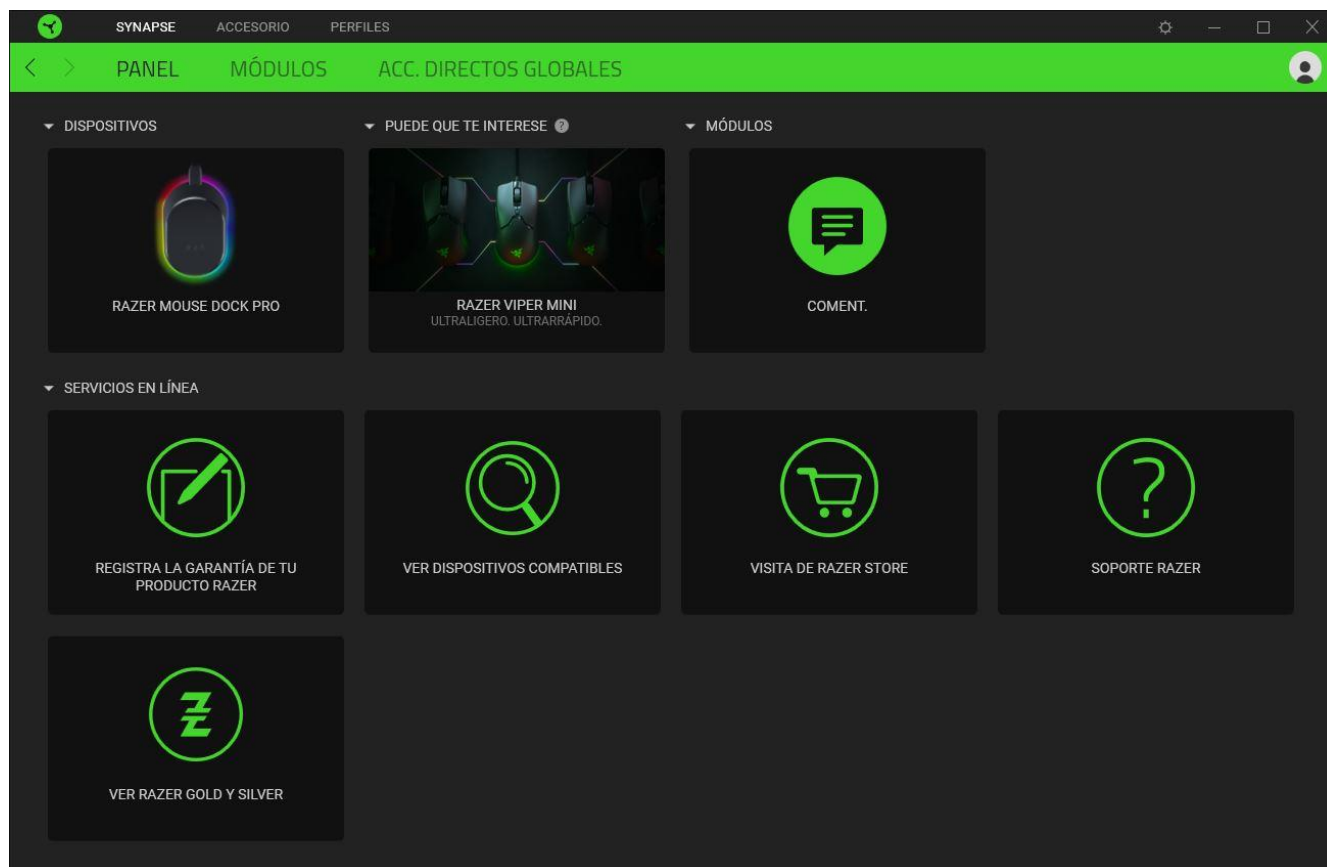 SYNAPSE ACCESORIO PERFILES
PANEL MÓDULOS ACC. DIRECTOS GLOBALES
DISPOSITIVOS
PUEDE QUE TE INTERESE ?
MÓDULOS
RAZER MOUSE DOCK PRO
RAZER VIPER MINI
ULTRALIGERO. ULTRARRÁPIDO.
COMENT.
SERVICIOS EN LÍNEA
REGISTRA LA GARANTÍA DE TU
PRODUCTO RAZER
VER DISPOSITIVOS COMPATIBLES
VISITA DE RAZER STORE
SOPORTE RAZER
VER RAZER GOLD Y SILVER